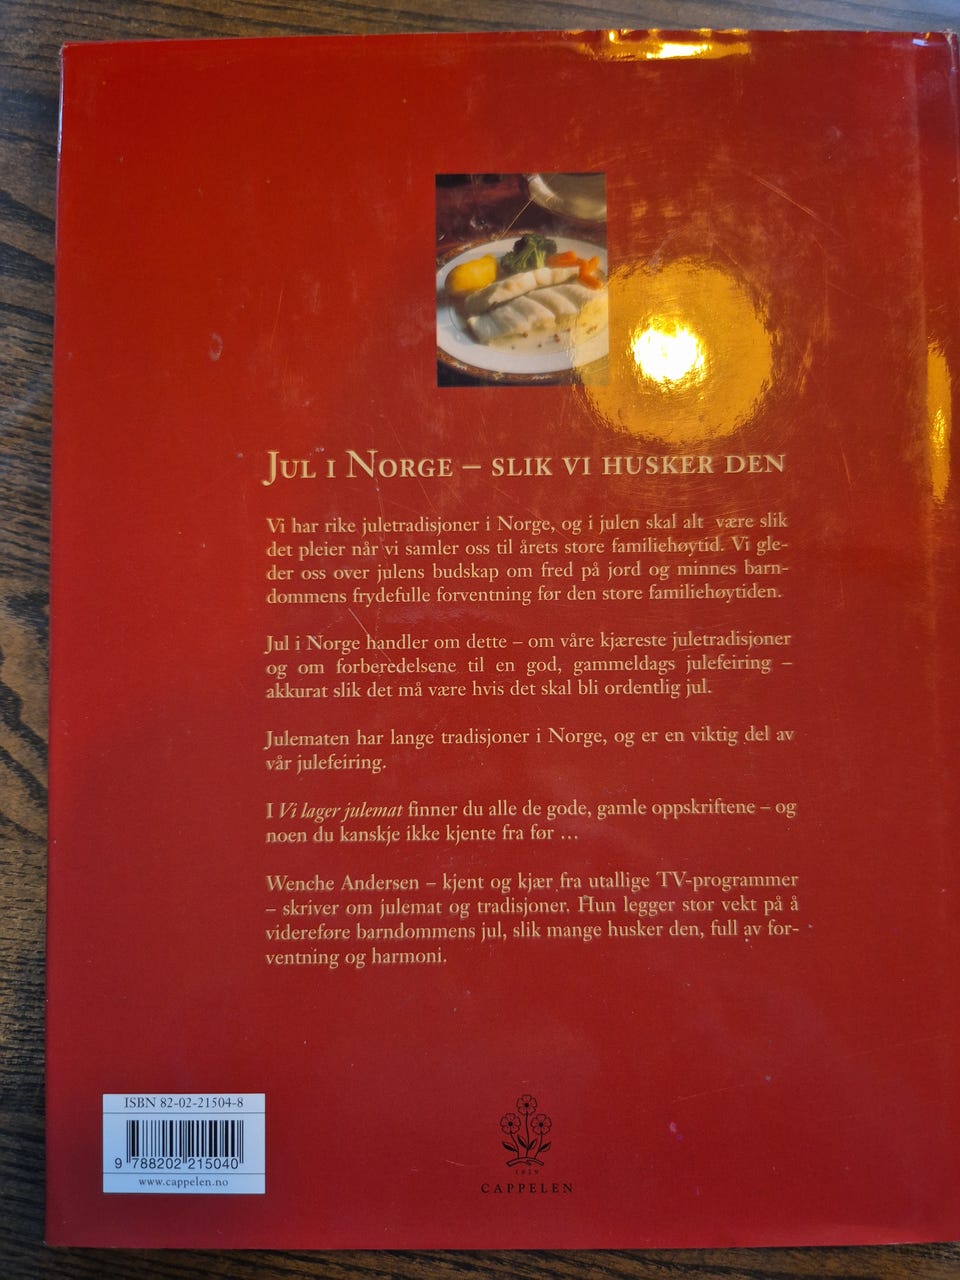 JUL I NORGE – SLIK VI HUSKER DEN
Vi har rike juletradisjoner i Norge, og i julen skal alt være slik
det pleier når vi samler oss til årets store familiehøytid. Vi gle-
der oss over julens budskap om fred på jord og minnes barn-
dommens frydefulle forventning før den store familiehøytiden.
Jul i Norge handler om dette – om våre kjæreste juletradisjoner
og om forberedelsene til en god, gammeldags julefeiring –
akkurat slik det må være hvis det skal bli ordentlig jul.
Julematen har lange tradisjoner i Norge, og er en viktig del av
vår julefeiring.
I Vi lager julemat finner du alle de gode, gamle oppskriftene – og
noen du kanskje ikke kjente fra før ...
Wenche Andersen – kjent og kjær fra utallige TV-programmer
– skriver om julemat og tradisjoner. Hun legger stor vekt på å
videreføre barndommens jul, slik mange husker den, full av for-
ventning og harmoni.
ISBN 82-02-21504-8
9 788202 215040
www.cappelen.no
1829
CAPPELEN